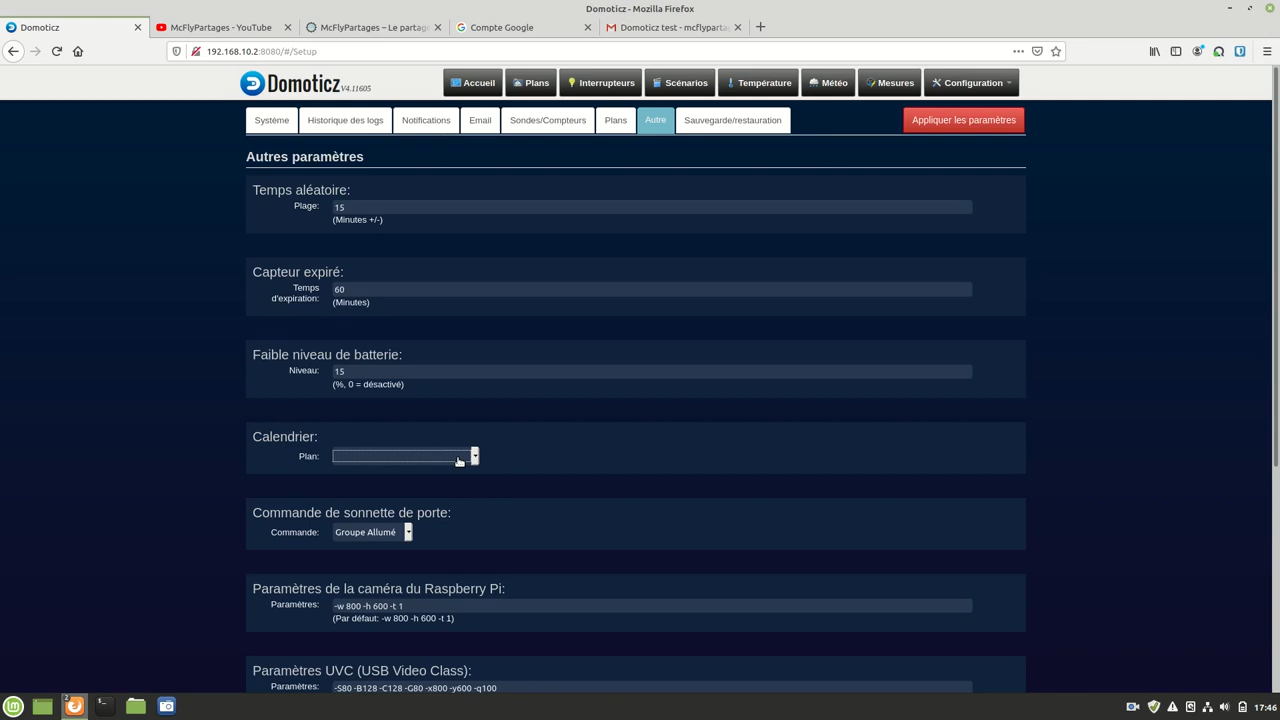 Domoticz - Mozilla Firefox
Domoticz
McFlyPartages - YouTube
McFlyPartages – Le partag
Compte Google
Domoticz test - mcflyparta
192.168.10.2:8080/#/Setup
Domoticz V4.11605
Accueil
Plans
Interrupteurs
Scénarios
Température
Météo
Mesures
Configuration
Système
Historique des logs
Notifications
Email
Sondes/Compteurs
Plans
Autre
Sauvegarde/restauration
Appliquer les paramètres
Autres paramètres
Temps aléatoire:
Plage: 15
(Minutes +/-)
Capteur expiré:
Temps d'expiration: 60
(Minutes)
Faible niveau de batterie:
Niveau: 15
(%, 0 = désactivé)
Calendrier:
Plan:
Commande de sonnette de porte:
Commande: Groupe Allumé
Paramètres de la caméra du Raspberry Pi:
Paramètres: -w 800 -h 600 -t 1
(Par défaut: -w 800 -h 600 -t 1)
Paramètres UVC (USB Video Class):
Paramètres: -S80 -B128 -C128 -G80 -x800 -y600 -q100
2
17:46